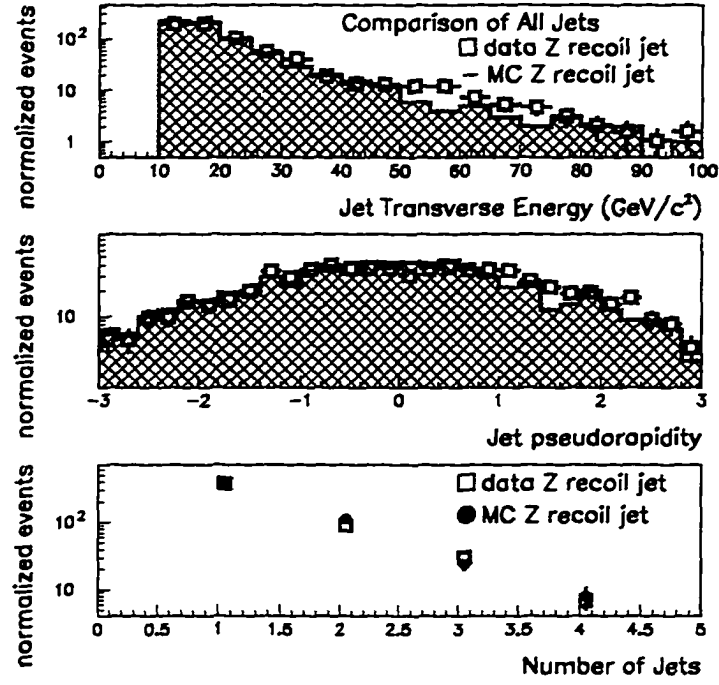 normalized events
10²
10
1
Comparison of All Jets
data Z recoil jet
MC Z recoil jet
0 10 20 30 40 50 60 70 80 90 100
Jet Transverse Energy (GeV/c²)
normalized events
10
-3 -2 -1 0 1 2 3
Jet pseudorapidity
normalized events
10²
10
data Z recoil jet
MC Z recoil jet
0 0.5 1 1.5 2 2.5 3 3.5 4 4.5 5
Number of Jets